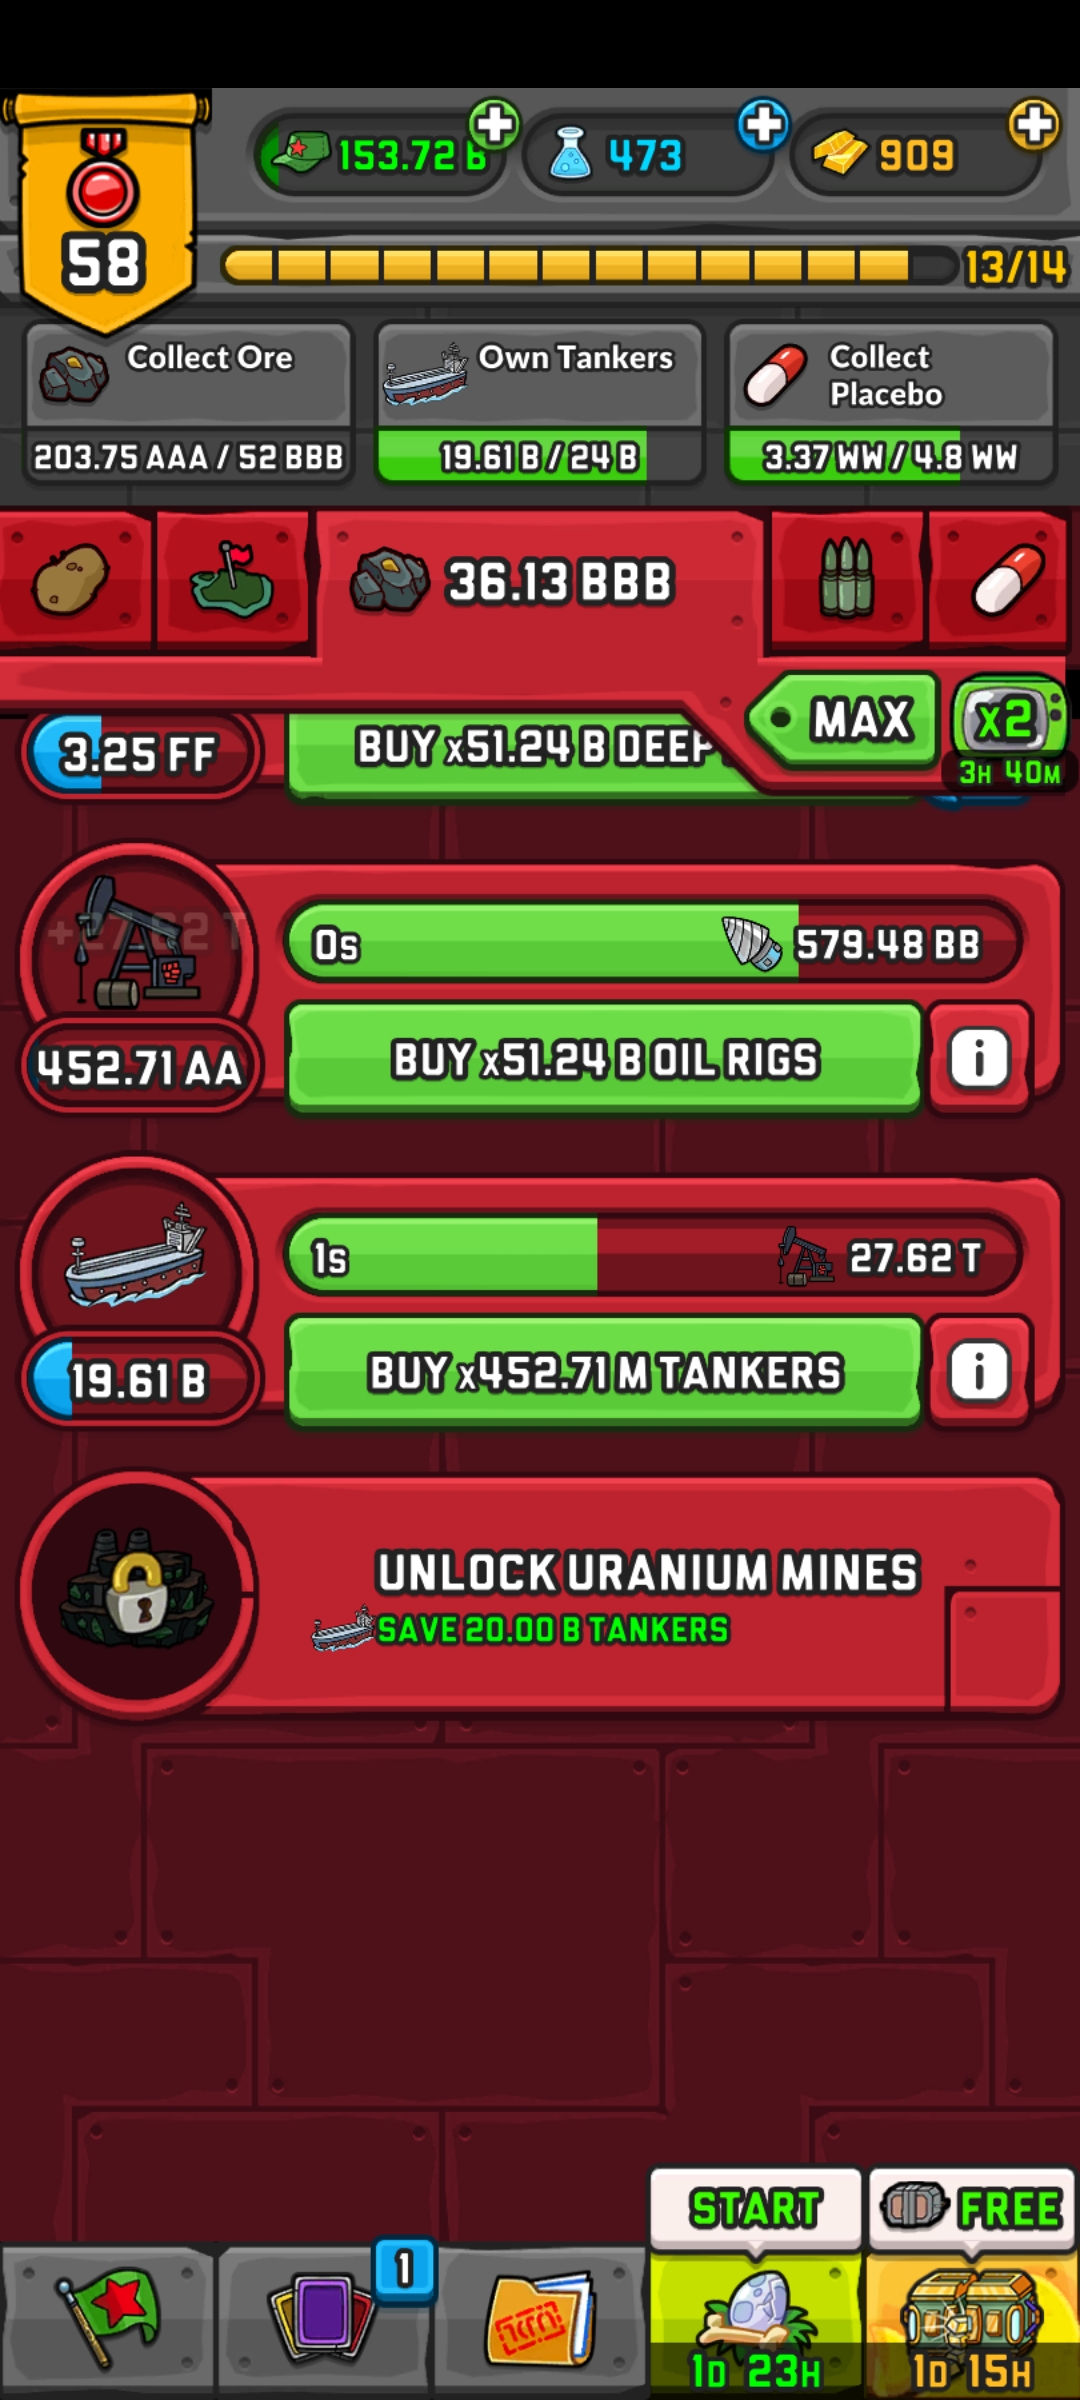 153.72 B
473
909
58
13/14
Collect Ore
203.75 AAA / 52 BBB
Own Tankers
19.61 B / 24 B
Collect
Placebo
3.37 WW / 4.8 WW
36.13 BBB
MAX
x2
3H 40M
3.25 FF
BUY x51.24 B DEEP
+27.62 T
0s
579.48 BB
452.71 AA
BUY x51.24 B OIL RIGS
i
1s
27.62 T
19.61 B
BUY x452.71 M TANKERS
i
UNLOCK URANIUM MINES
SAVE 20.00 B TANKERS
START
FREE
1
1D 23H
1D 15H